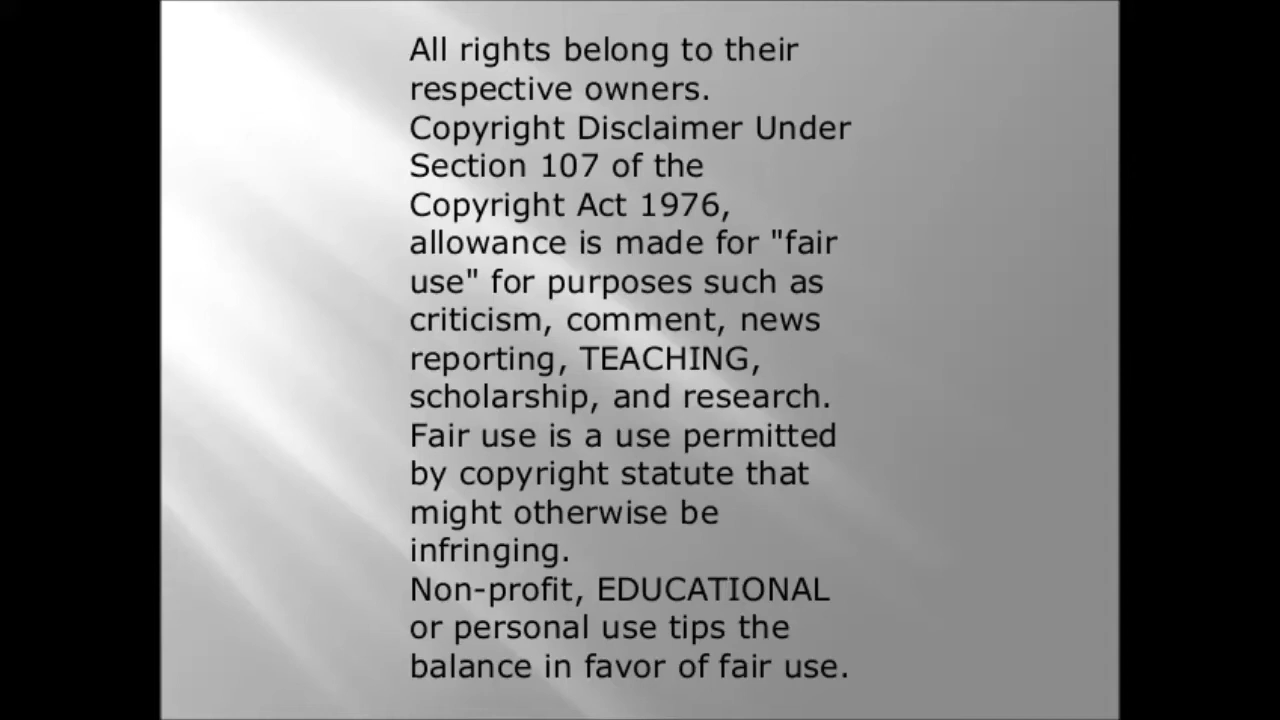 All rights belong to their
respective owners.
Copyright Disclaimer Under
Section 107 of the
Copyright Act 1976,
allowance is made for "fair
use" for purposes such as
criticism, comment, news
reporting, TEACHING,
scholarship, and research.
Fair use is a use permitted
by copyright statute that
might otherwise be
infringing.
Non-profit, EDUCATIONAL
or personal use tips the
balance in favor of fair use.